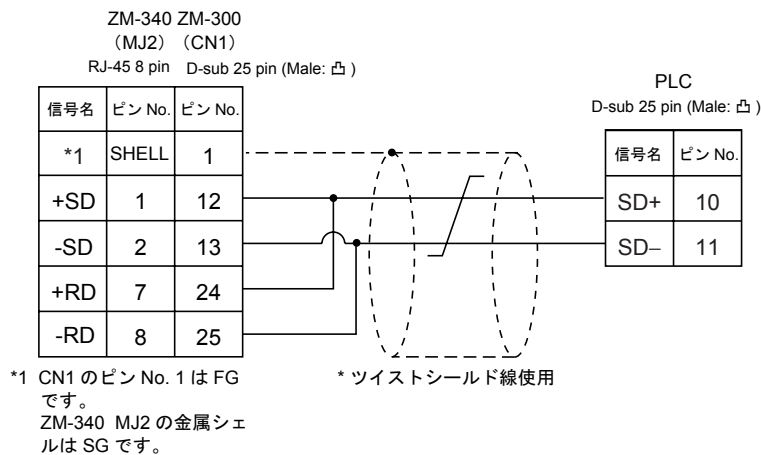 ZM-340 ZM-300
（MJ2）（CN1）
RJ-45 8 pin D-sub 25 pin (Male: 凸 )
信号名 ピン No. ピン No.
*1 SHELL 1
+SD 1 12
-SD 2 13
+RD 7 24
-RD 8 25
PLC
D-sub 25 pin (Male: 凸 )
信号名 ピン No.
SD+ 10
SD− 11
*1 CN1 のピン No. 1 は FG
です。
ZM-340 MJ2 の金属シェ
ルは SG です。
* ツイストシールド線使用